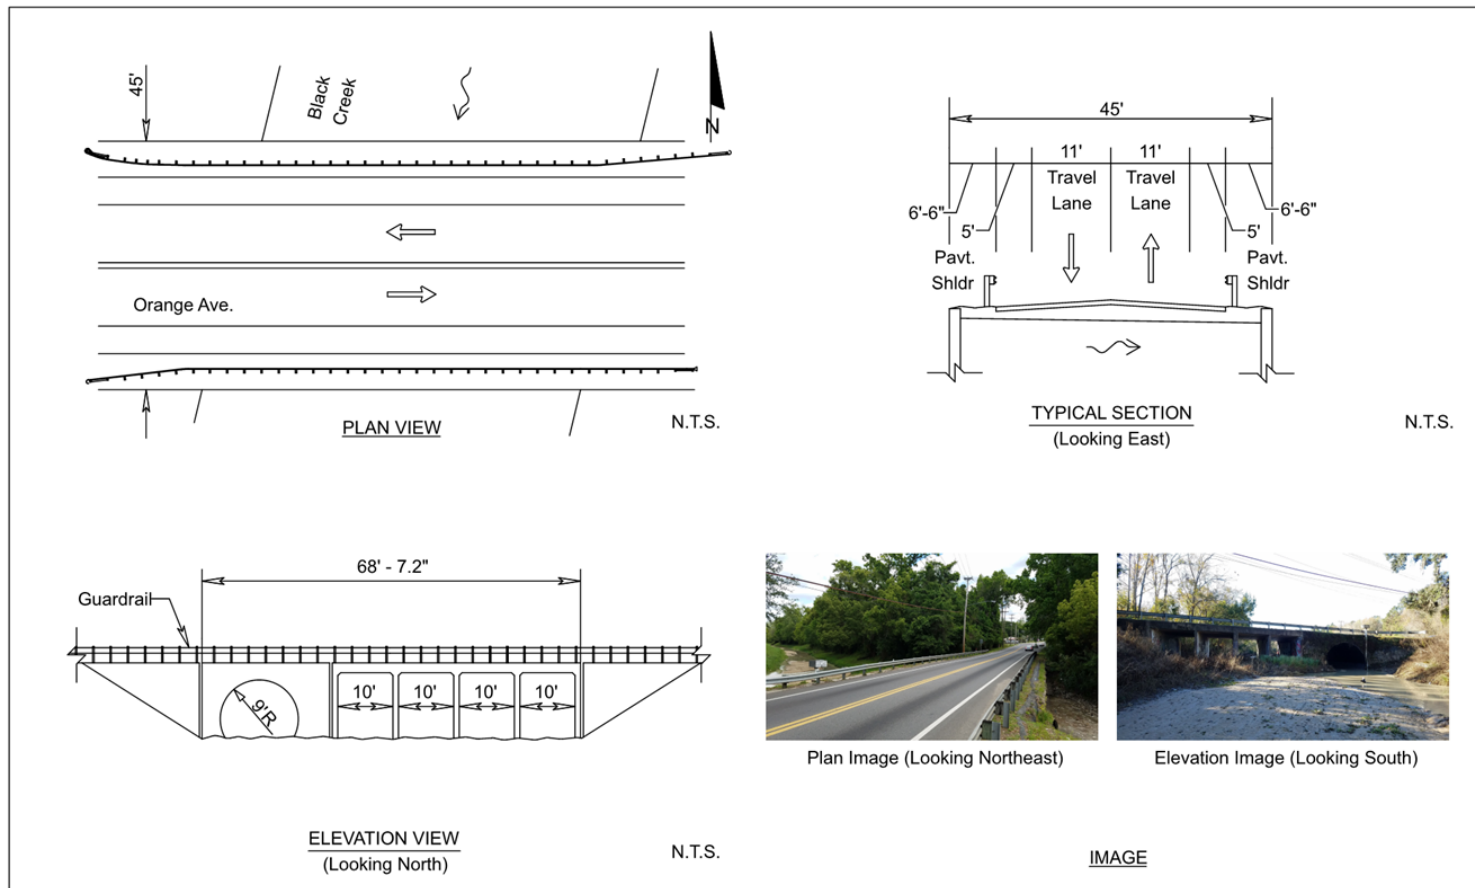 45'
Black
Creek
N
Orange Ave.
PLAN VIEW
N.T.S.
45'
11'
11'
Travel
Lane
Travel
Lane
6'-6"
5'
5'
6'-6"
Pavt.
Shldr
Pavt.
Shldr
TYPICAL SECTION
(Looking East)
N.T.S.
68' - 7.2"
Guardrail
9'R
10'
10'
10'
10'
ELEVATION VIEW
(Looking North)
N.T.S.
Plan Image (Looking Northeast)
Elevation Image (Looking South)
IMAGE